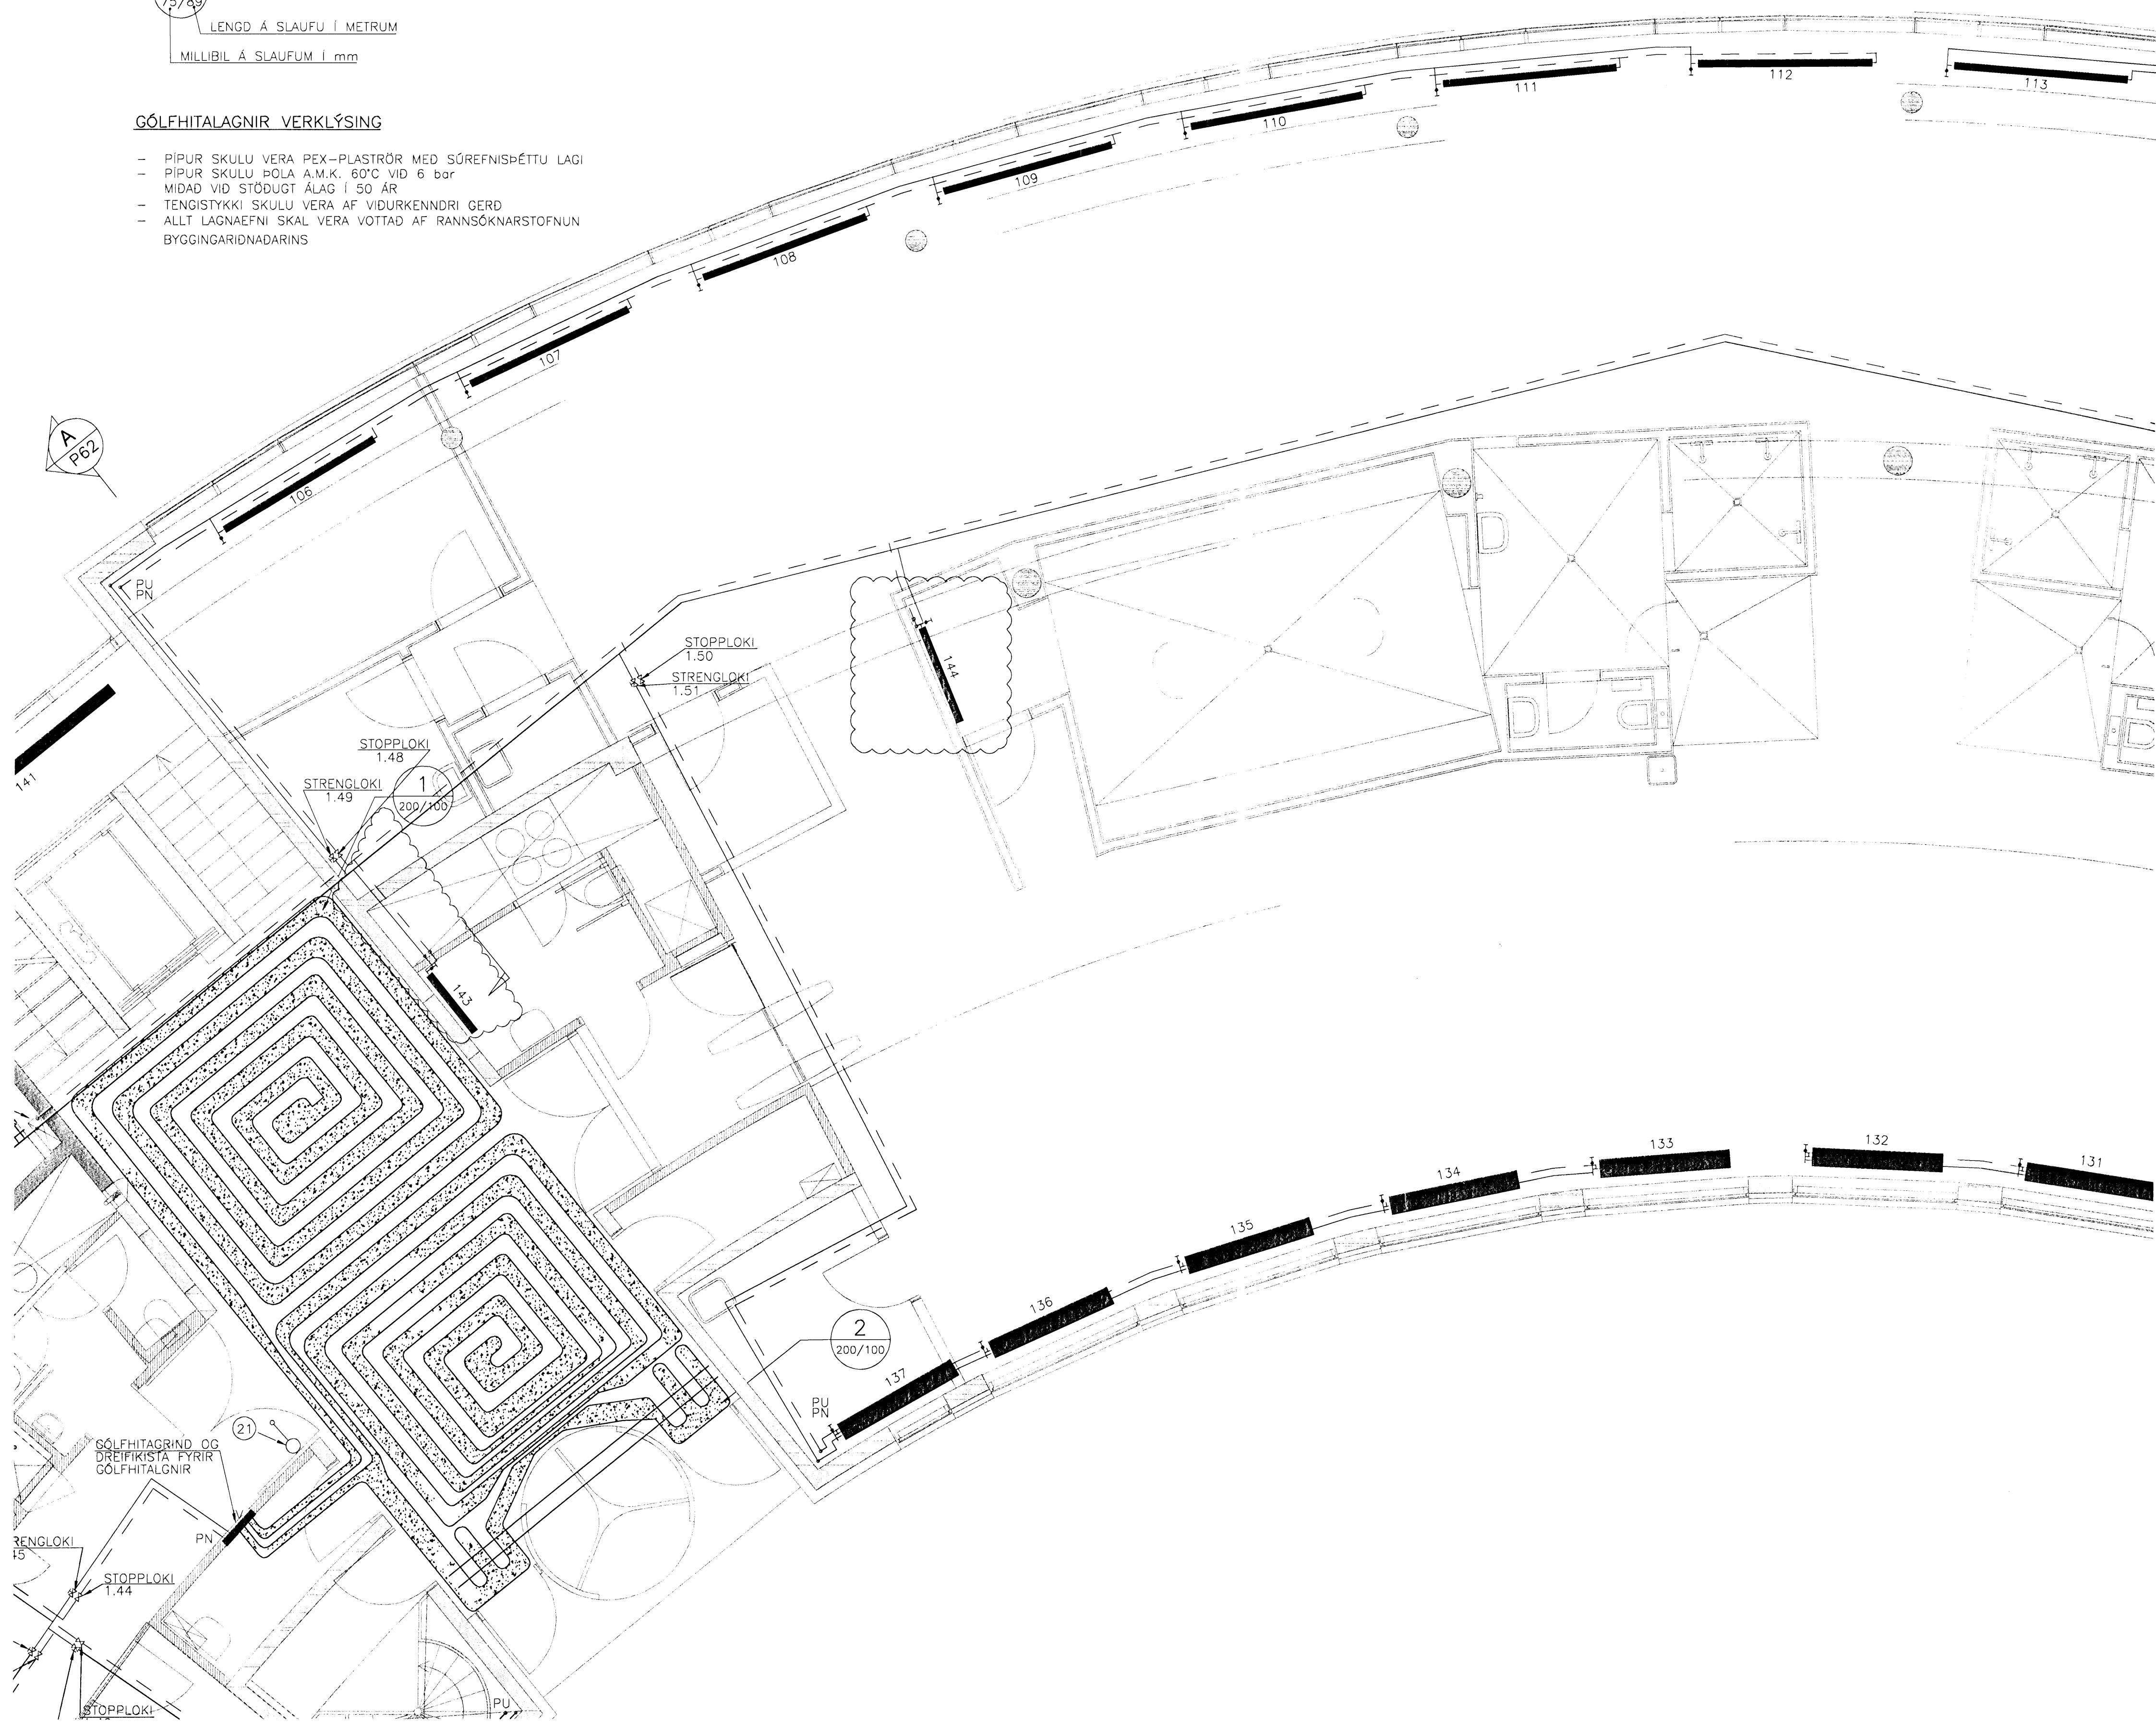 75/89
LENGD Á SLAUFU Í METRUM
MILLIBIL Á SLAUFUM Í mm
GÓLFHITALAGNIR VERKLÝSING
– PÍPUR SKULU VERA PEX–PLASTRÖR MEÐ SÚREFNISÞÉTTU LAGI
– PÍPUR SKULU ÞOLA A.M.K. 60°C VIÐ 6 bar
MIÐAÐ VIÐ STÖÐUGT ÁLAG Í 50 ÁR
– TENGISTYKKI SKULU VERA AF VIÐURKENNDRI GERÐ
– ALLT LAGNAEFNI SKAL VERA VOTTAÐ AF RANNSÓKNARSTOFNUN
BYGGINGARIÐNAÐARINS
112
113
111
110
109
108
107
106
A
P62
PU
PN
STOPPLOKI
1.50
STRENGLOKI
1.51
144
141
STOPPLOKI
1.48
STRENGLOKI
1.49
1
200/100
143
133
132
131
134
135
136
137
2
200/100
PU
PN
21
GÓLFHITAGRIND OG
DREIFIKISTA FYRIR
GÓLFHITALGNIR
PN
RENGLOKI
45
STOPPLOKI
1.44
STOPPLOKI
PU